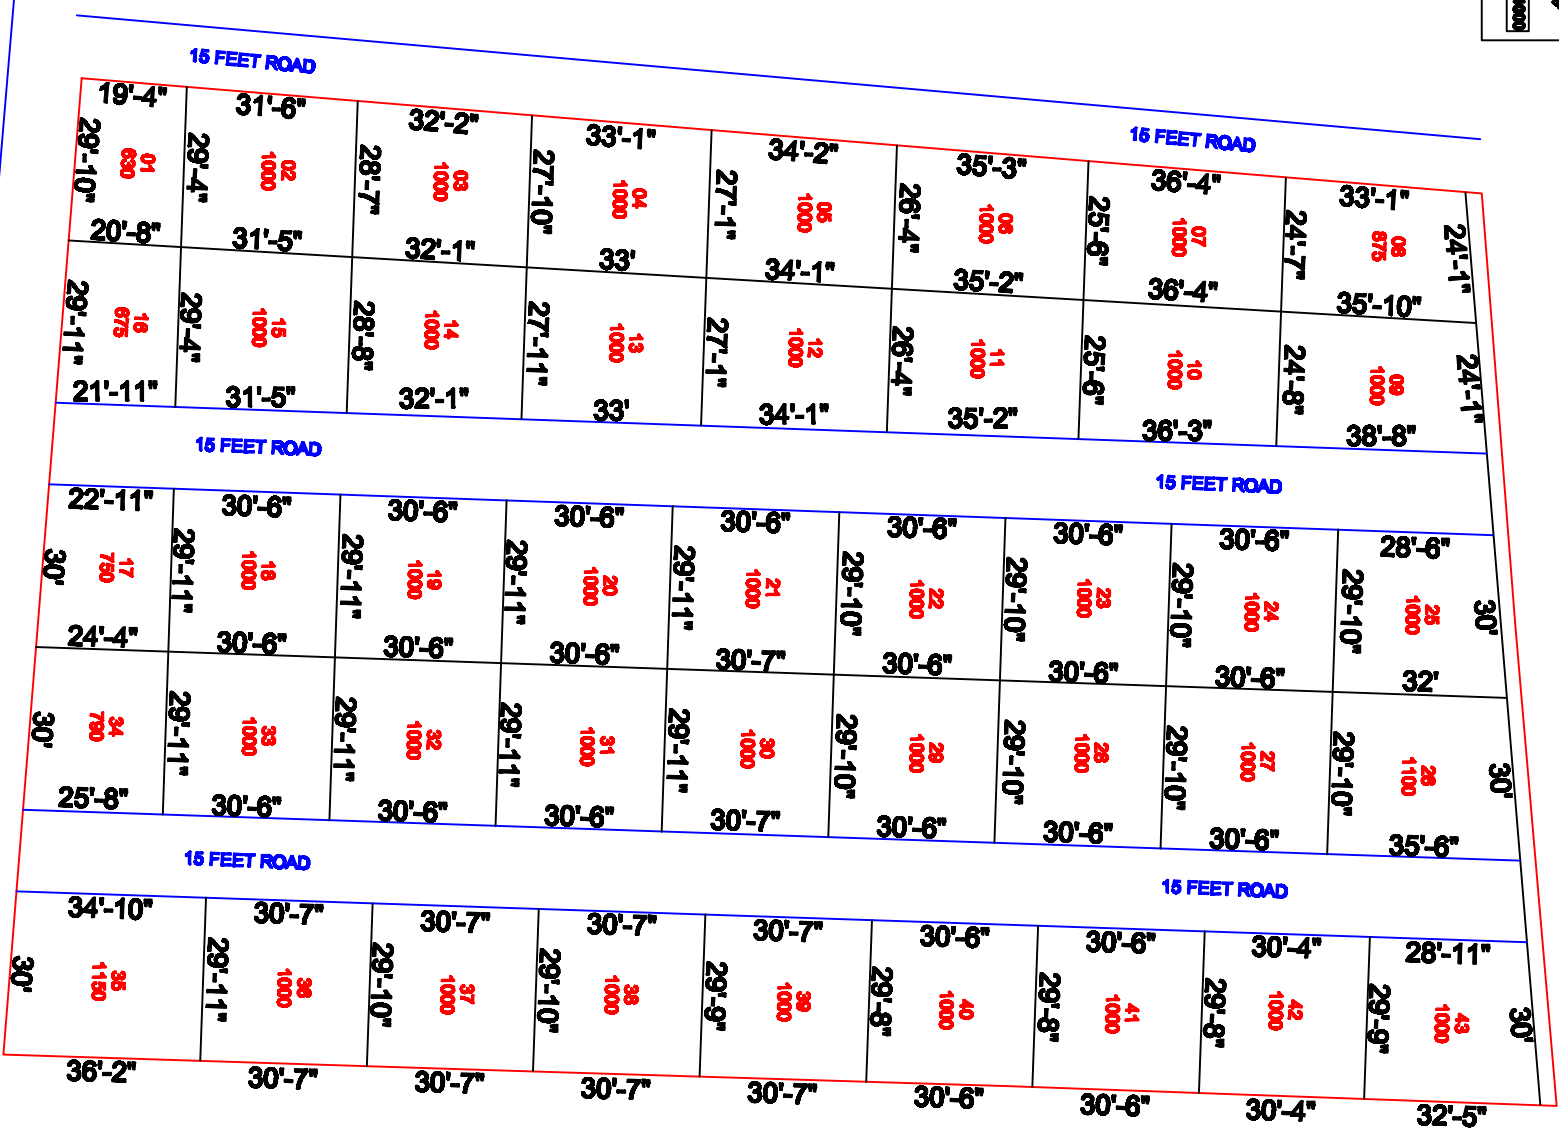 15 FEET ROAD
15 FEET ROAD
19'-4" 31'-6" 32'-2" 33'-1" 34'-2" 35'-3" 36'-4" 33'-1"
29'-10" 29'-4" 28'-7" 27'-10" 27'-1" 26'-4" 25'-6" 24'-7" 24'-1"
01 02 03 04 05 06 07 08
630 1000 1000 1000 1000 1000 1000 875
20'-8" 31'-5" 32'-1" 33' 34'-1" 35'-2" 36'-4" 35'-10"
29'-11" 29'-4" 28'-8" 27'-11" 27'-1" 26'-4" 25'-6" 24'-8" 24'-1"
16 15 14 13 12 11 10 09
675 1000 1000 1000 1000 1000 1000 1000
21'-11" 31'-5" 32'-1" 33' 34'-1" 35'-2" 36'-3" 38'-8"
15 FEET ROAD
15 FEET ROAD
22'-11" 30'-6" 30'-6" 30'-6" 30'-6" 30'-6" 30'-6" 30'-6" 28'-6"
30' 29'-11" 29'-11" 29'-11" 29'-11" 29'-10" 29'-10" 29'-10" 29'-10" 30'
17 18 19 20 21 22 23 24 25
750 1000 1000 1000 1000 1000 1000 1000 1000
24'-4" 30'-6" 30'-6" 30'-6" 30'-7" 30'-6" 30'-6" 30'-6" 32'
30' 29'-11" 29'-11" 29'-11" 29'-11" 29'-10" 29'-10" 29'-10" 29'-10" 30'
34 33 32 31 30 29 28 27 26
790 1000 1000 1000 1000 1000 1000 1000 1100
25'-8" 30'-6" 30'-6" 30'-6" 30'-7" 30'-6" 30'-6" 30'-6" 35'-6"
15 FEET ROAD
15 FEET ROAD
34'-10" 30'-7" 30'-7" 30'-7" 30'-7" 30'-6" 30'-6" 30'-4" 28'-11"
30' 29'-11" 29'-10" 29'-10" 29'-9" 29'-8" 29'-8" 29'-8" 29'-9" 30'
35 36 37 38 39 40 41 42 43
1150 1000 1000 1000 1000 1000 1000 1000 1000
36'-2" 30'-7" 30'-7" 30'-7" 30'-7" 30'-6" 30'-6" 30'-4" 32'-5"